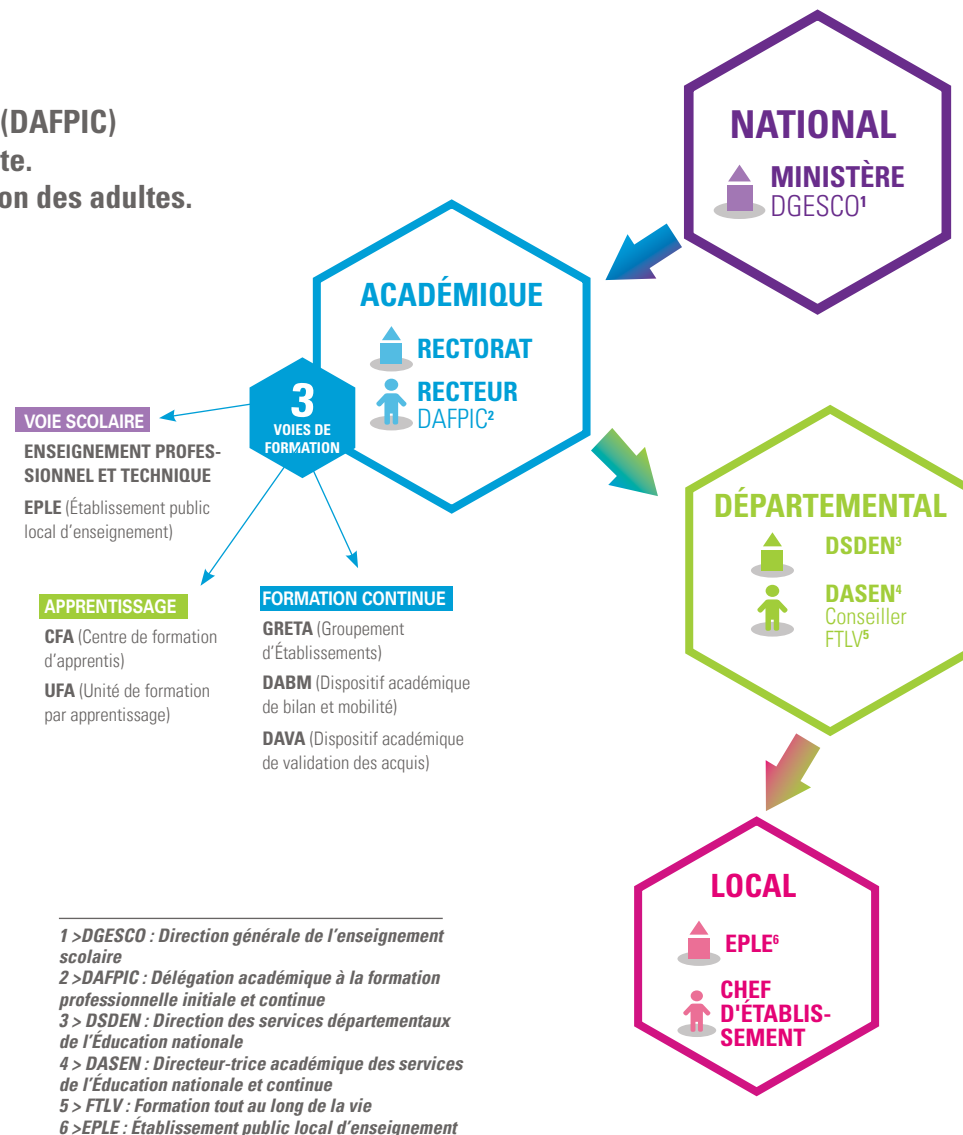 (DAFPIC)
te.
on des adultes.
NATIONAL
MINISTÈRE
DGESCO¹
ACADÉMIQUE
RECTORAT
RECTEUR
DAFPIC²
3
VOIES DE
FORMATION
VOIE SCOLAIRE
ENSEIGNEMENT PROFES-
SIONNEL ET TECHNIQUE
EPLE (Établissement public
local d’enseignement)
APPRENTISSAGE
CFA (Centre de formation
d’apprentis)
UFA (Unité de formation
par apprentissage)
FORMATION CONTINUE
GRETA (Groupement
d’Établissements)
DABM (Dispositif académique
de bilan et mobilité)
DAVA (Dispositif académique
de validation des acquis)
DÉPARTEMENTAL
DSDEN³
DASEN⁴
Conseiller
FTLV⁵
LOCAL
EPLE⁶
CHEF
D'ÉTABLIS-
SEMENT
1 >DGESCO : Direction générale de l’enseignement
scolaire
2 >DAFPIC : Délégation académique à la formation
professionnelle initiale et continue
3 > DSDEN : Direction des services départementaux
de l’Éducation nationale
4 > DASEN : Directeur-trice académique des services
de l’Éducation nationale et continue
5 > FTLV : Formation tout au long de la vie
6 >EPLE : Établissement public local d’enseignement